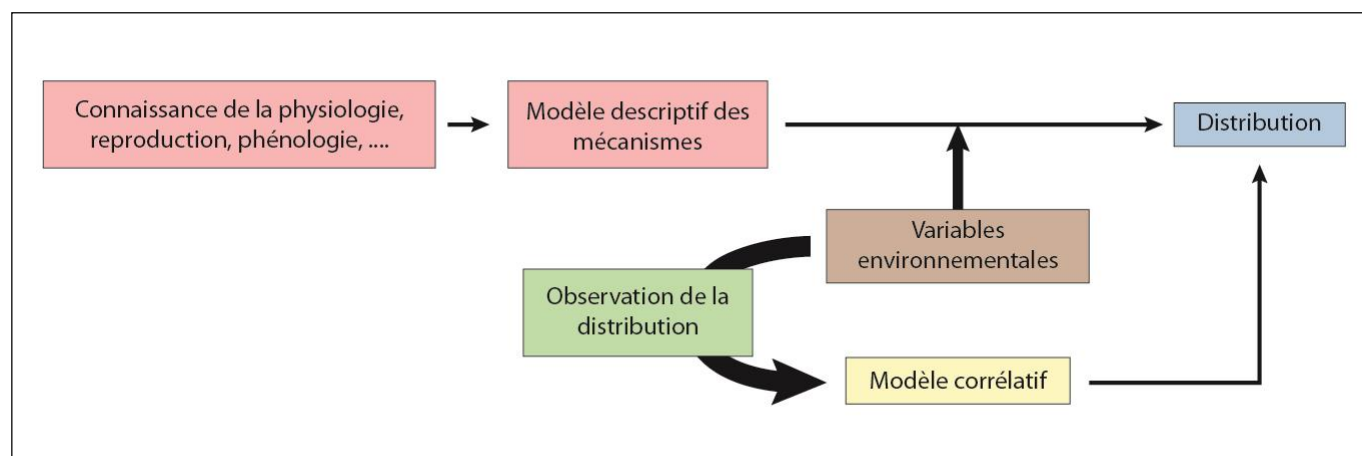 Connaissance de la physiologie,
reproduction, phénologie, ....
Modèle descriptif des
mécanismes
Distribution
Variables
environnementales
Observation de la
distribution
Modèle corrélatif